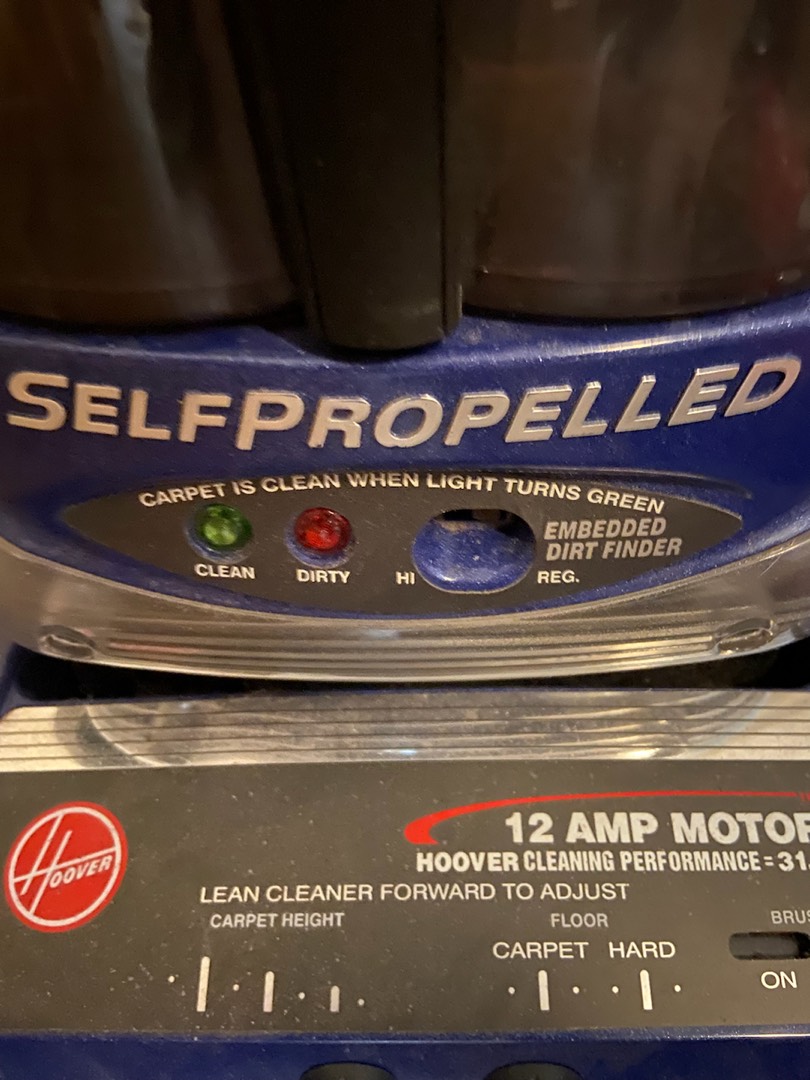 SELFPROPELLED
CARPET IS CLEAN WHEN LIGHT TURNS GREEN
EMBEDDED
DIRT FINDER
CLEAN DIRTY HI REG.
12 AMP MOTOR
HOOVER CLEANING PERFORMANCE = 31
HOOVER
LEAN CLEANER FORWARD TO ADJUST
CARPET HEIGHT FLOOR
CARPET HARD
ON